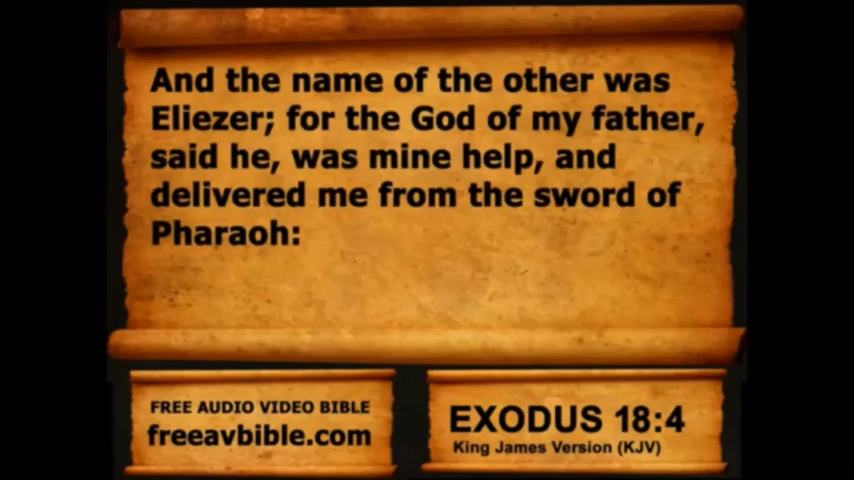 And the name of the other was
Eliezer; for the God of my father,
said he, was mine help, and
delivered me from the sword of
Pharaoh:
FREE AUDIO VIDEO BIBLE
freeavbible.com
EXODUS 18:4
King James Version (KJV)